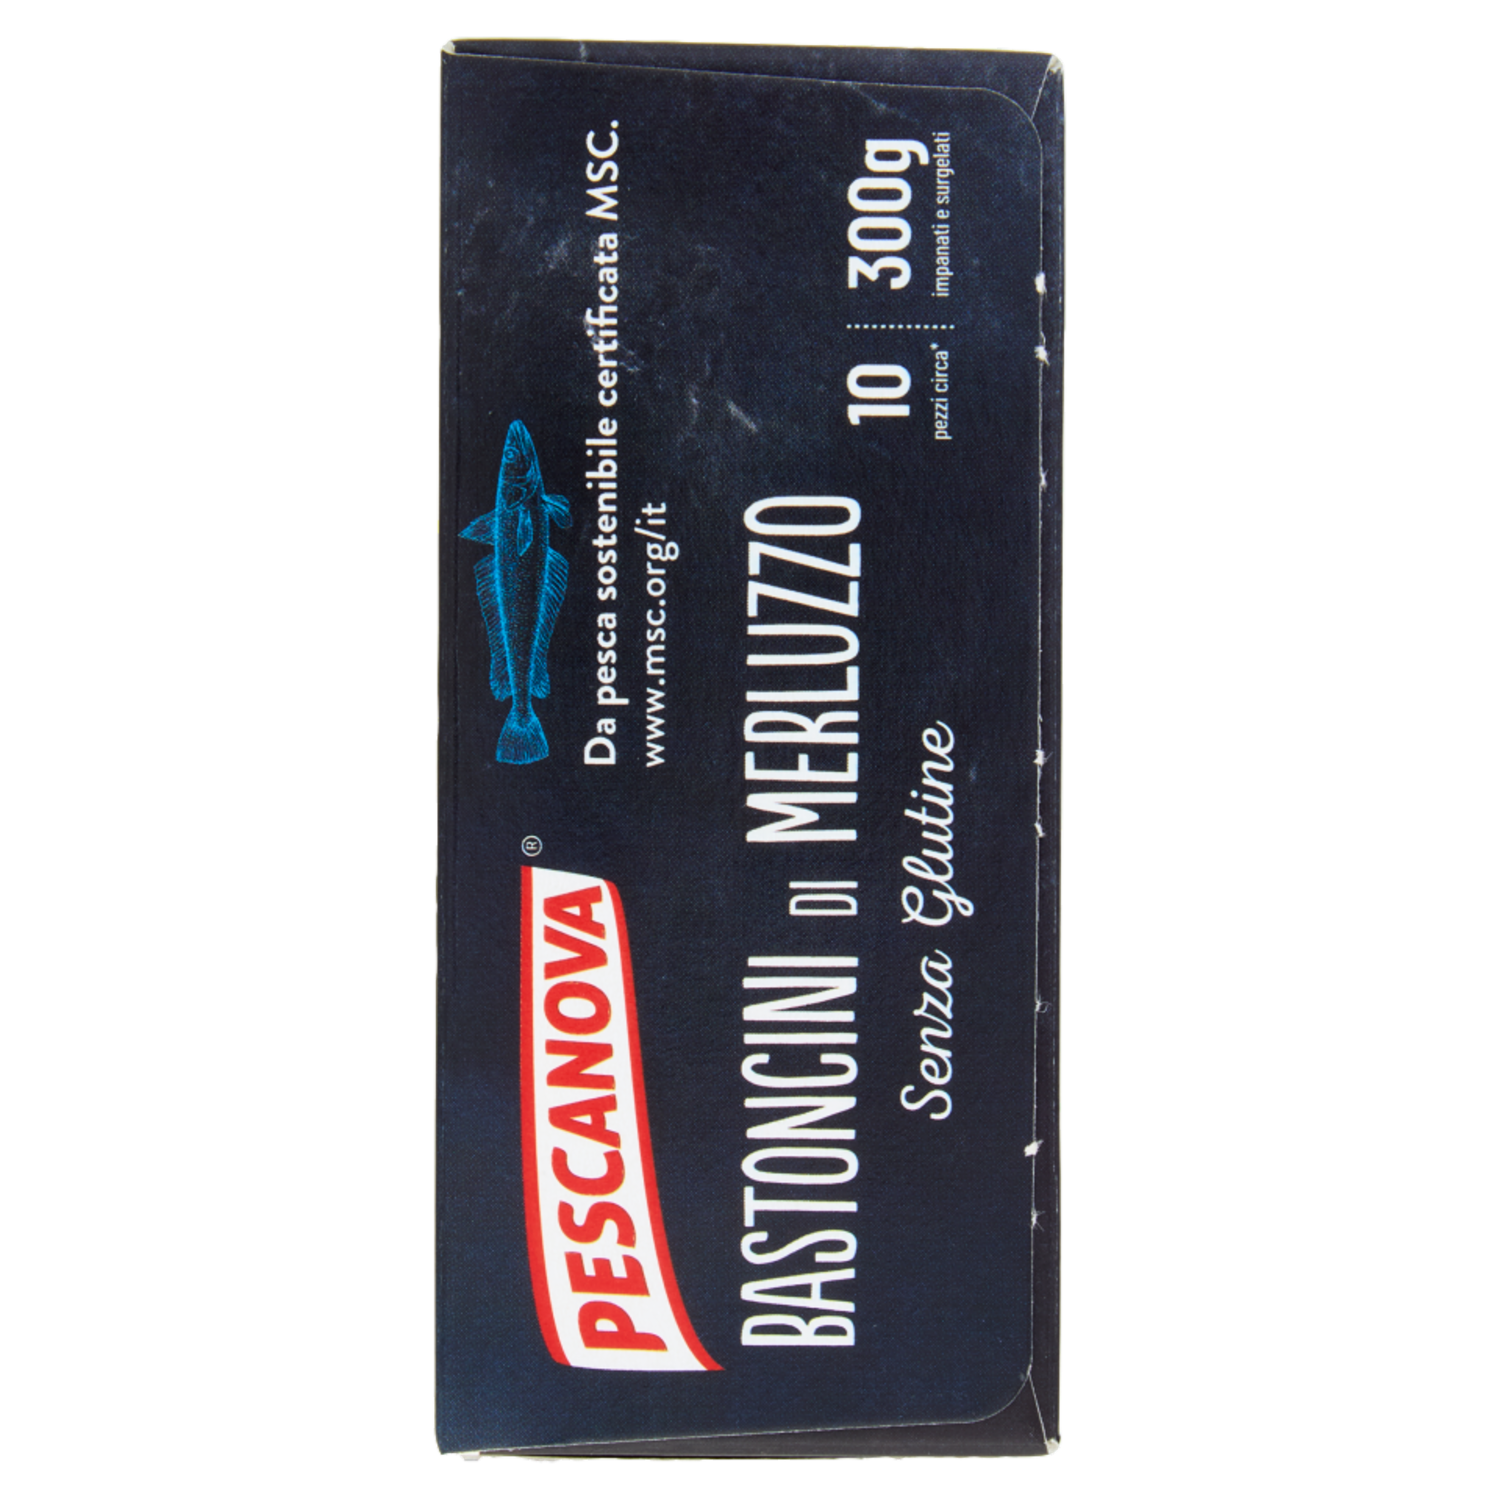 PESCANOVA®
Da pesca sostenibile certificata MSC.
www.msc.org/it
BASTONCINI DI MERLUZZO
Senza Glutine
10
pezzi circa*
300g
impanati e surgelati